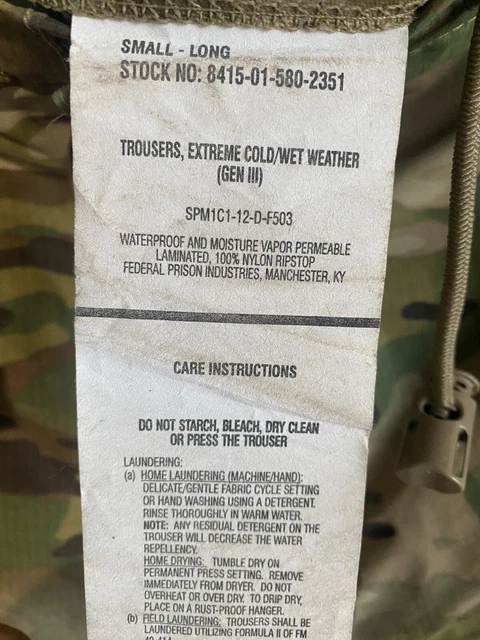 SMALL - LONG
STOCK NO: 8415-01-580-2351
TROUSERS, EXTREME COLD/WET WEATHER
(GEN III)
SPM1C1-12-D-F503
WATERPROOF AND MOISTURE VAPOR PERMEABLE
LAMINATED, 100% NYLON RIPSTOP
FEDERAL PRISON INDUSTRIES, MANCHESTER, KY
CARE INSTRUCTIONS
DO NOT STARCH, BLEACH, DRY CLEAN
OR PRESS THE TROUSER
LAUNDERING:
(a) HOME LAUNDERING (MACHINE/HAND):
DELICATE/GENTLE FABRIC CYCLE SETTING
OR HAND WASHING USING A DETERGENT.
RINSE THOROUGHLY IN WARM WATER.
NOTE: ANY RESIDUAL DETERGENT ON THE
TROUSER WILL DECREASE THE WATER
REPELLENCY.
HOME DRYING: TUMBLE DRY ON
PERMANENT PRESS SETTING. REMOVE
IMMEDIATELY FROM DRYER. DO NOT
OVERHEAT OR OVER DRY. TO DRIP DRY,
PLACE ON A RUST-PROOF HANGER.
(b) FIELD LAUNDERING: TROUSERS SHALL BE
LAUNDERED UTILIZING FORMULA II OF FM